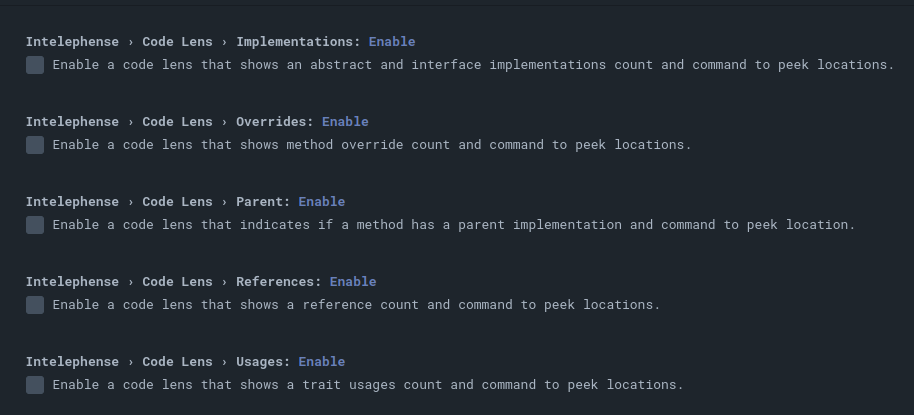 Intelephense › Code Lens › Implementations: Enable
Enable a code lens that shows an abstract and interface implementations count and command to peek locations.
Intelephense › Code Lens › Overrides: Enable
Enable a code lens that shows method override count and command to peek locations.
Intelephense › Code Lens › Parent: Enable
Enable a code lens that indicates if a method has a parent implementation and command to peek location.
Intelephense › Code Lens › References: Enable
Enable a code lens that shows a reference count and command to peek locations.
Intelephense › Code Lens › Usages: Enable
Enable a code lens that shows a trait usages count and command to peek locations.